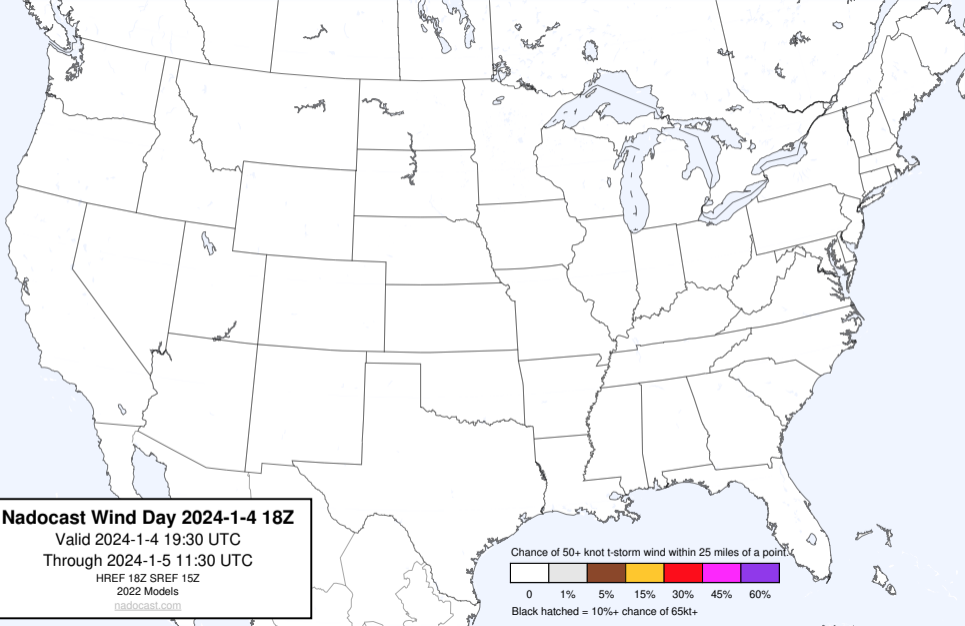 Nadocast Wind Day 2024-1-4 18Z
Valid 2024-1-4 19:30 UTC
Through 2024-1-5 11:30 UTC
HREF 18Z SREF 15Z
2022 Models
nadocast.com
Chance of 50+ knot t-storm wind within 25 miles of a point.
0 1% 5% 15% 30% 45% 60%
Black hatched = 10%+ chance of 65kt+